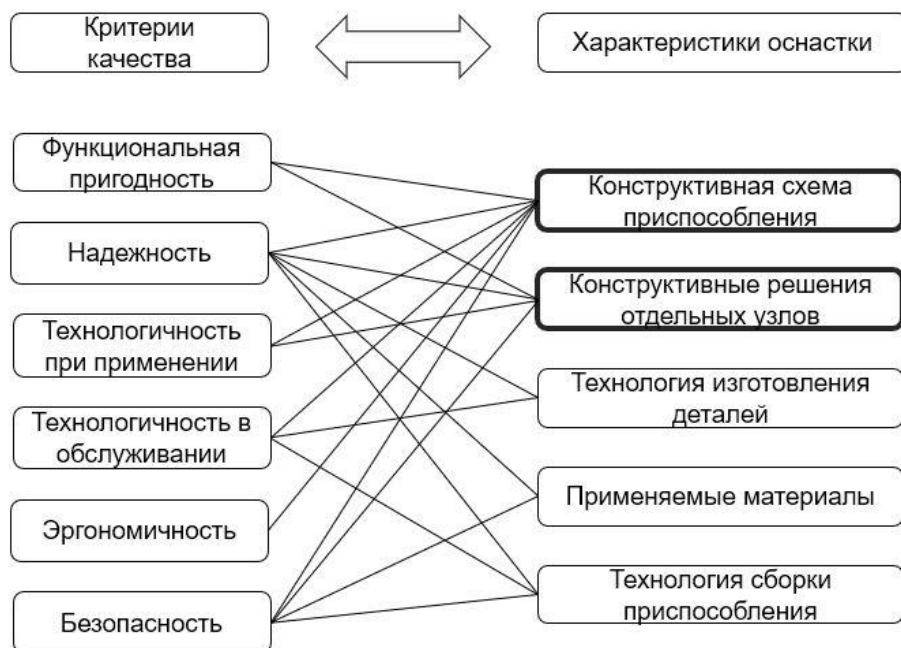 Критерии
качества
Характеристики оснастки
Функциональная
пригодность
Надежность
Технологичность
при применении
Технологичность в
обслуживании
Эргономичность
Безопасность
Конструктивная схема
приспособления
Конструктивные решения
отдельных узлов
Технология изготовления
деталей
Применяемые материалы
Технология сборки
приспособления